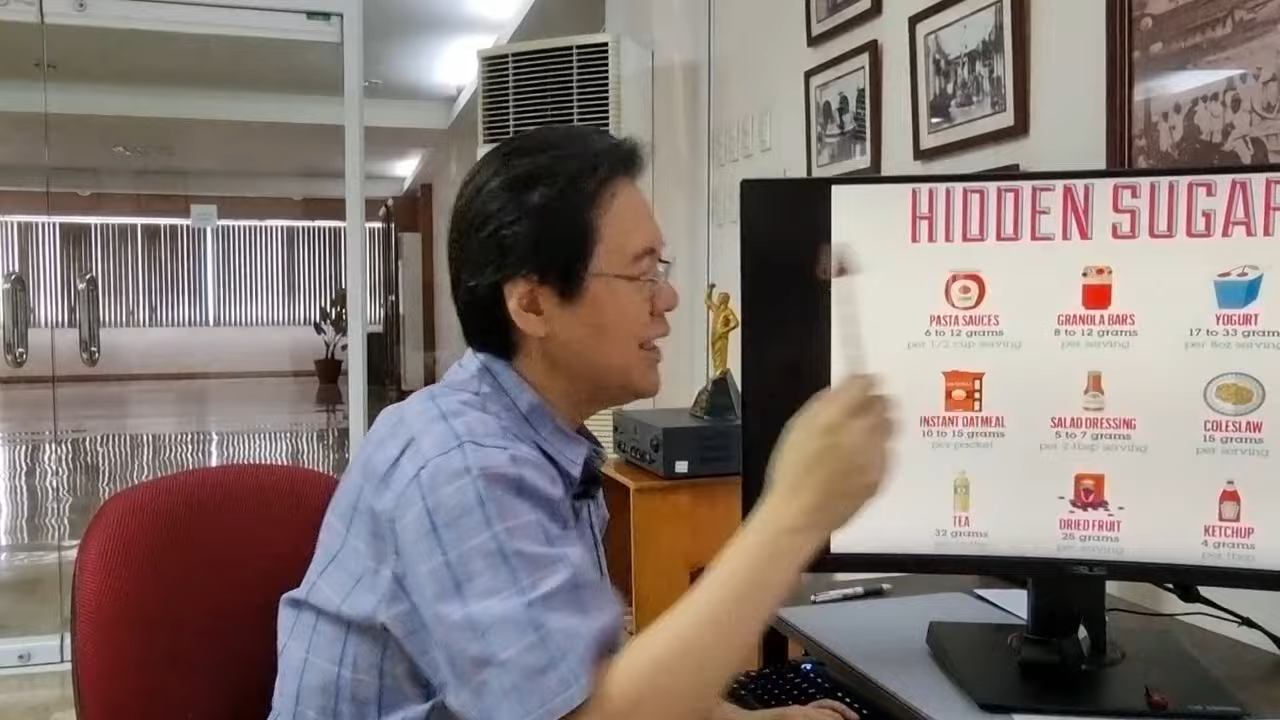 HIDDEN SUGAR
PASTA SAUCES
6 to 12 grams
per 1/2 cup serving
GRANOLA BARS
8 to 12 grams
per serving
YOGURT
17 to 33 gram
per 8oz serving
INSTANT OATMEAL
10 to 15 grams
per packet
SALAD DRESSING
5 to 7 grams
per 2 tbsp serving
COLESLAW
15 grams
per serving
TEA
32 grams
DRIED FRUIT
25 grams
per serving
KETCHUP
4 grams
per 1tbsp